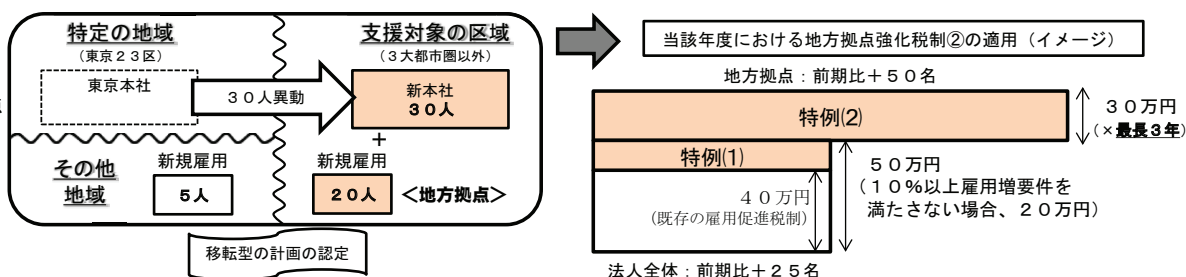 特定の地域
（東京２３区）
東京本社
３０人異動
支援対象の区域
（３大都市圏以外）
新本社
３０人
＋
その他
地域
新規雇用
５人
新規雇用
２０人
＜地方拠点＞
移転型の計画の認定
当該年度における地方拠点強化税制②の適用（イメージ）
地方拠点：前期比＋５０名
特例⑵
３０万円
（×最長３年）
特例⑴
４０万円
（既存の雇用促進税制）
５０万円
（１０％以上雇用増要件を
満たさない場合、２０万円）
法人全体：前期比＋２５名